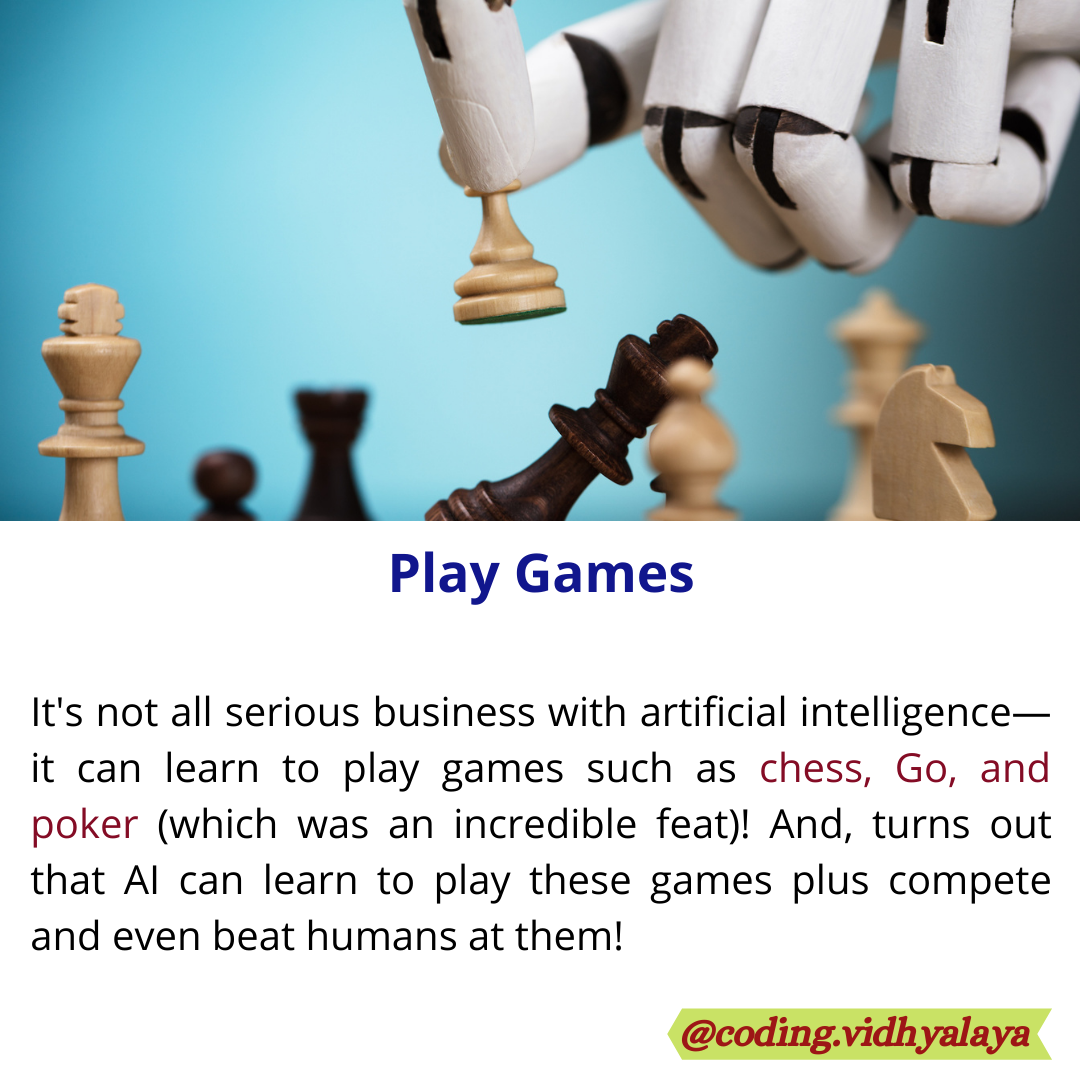 Play Games
It's not all serious business with artificial intelligence—
it can learn to play games such as chess, Go, and
poker (which was an incredible feat)! And, turns out
that AI can learn to play these games plus compete
and even beat humans at them!
@coding.vidhyalaya